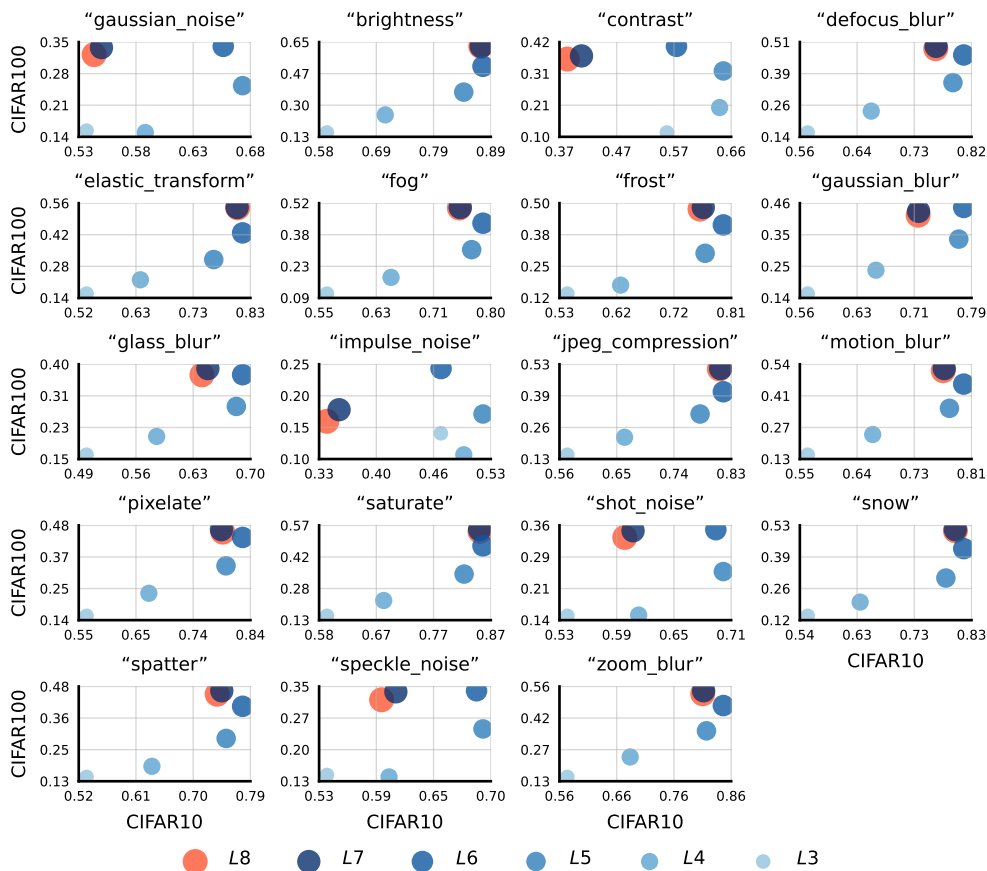 “gaussian_noise” “brightness” “contrast” “defocus_blur”
CIFAR100
0.35 0.28 0.21 0.14
0.53 0.58 0.63 0.68
0.65 0.47 0.30 0.13
0.58 0.69 0.79 0.89
0.42 0.31 0.21 0.10
0.37 0.47 0.57 0.66
0.51 0.39 0.26 0.14
0.56 0.64 0.73 0.82
“elastic_transform” “fog” “frost” “gaussian_blur”
CIFAR100
0.56 0.42 0.28 0.14
0.52 0.63 0.73 0.83
0.52 0.38 0.23 0.09
0.55 0.63 0.71 0.80
0.50 0.38 0.25 0.12
0.53 0.63 0.72 0.81
0.46 0.35 0.25 0.14
0.56 0.63 0.71 0.79
“glass_blur” “impulse_noise” “jpeg_compression” “motion_blur”
CIFAR100
0.40 0.31 0.23 0.15
0.49 0.56 0.63 0.70
0.25 0.20 0.15 0.10
0.33 0.40 0.46 0.53
0.53 0.39 0.26 0.13
0.56 0.65 0.74 0.83
0.54 0.41 0.27 0.13
0.55 0.64 0.73 0.81
“pixelate” “saturate” “shot_noise” “snow”
CIFAR100
0.48 0.37 0.25 0.14
0.55 0.65 0.74 0.84
0.57 0.42 0.28 0.13
0.58 0.67 0.77 0.87
0.36 0.29 0.21 0.14
0.53 0.59 0.65 0.71
0.53 0.39 0.26 0.12
0.54 0.63 0.73 0.83
CIFAR10
“spatter” “speckle_noise” “zoom_blur”
CIFAR100
0.48 0.36 0.25 0.13
0.52 0.61 0.70 0.79
0.35 0.27 0.20 0.13
0.53 0.59 0.65 0.70
0.56 0.42 0.27 0.13
0.56 0.66 0.76 0.86
CIFAR10 CIFAR10 CIFAR10
L8 L7 L6 L5 L4 L3